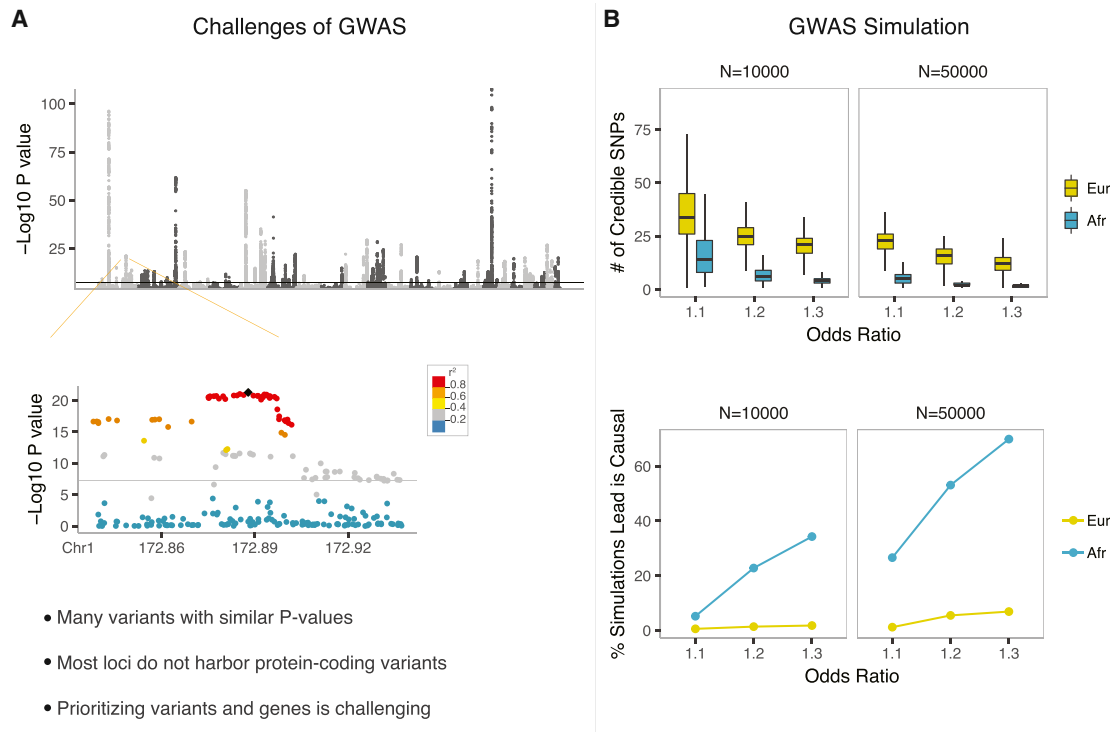 A
Challenges of GWAS
−Log10 P value
100
75
50
25
−Log10 P value
20
15
10
5
0
Chr1
172.86
172.89
172.92
r²
0.8
0.6
0.4
0.2
• Many variants with similar P-values
• Most loci do not harbor protein-coding variants
• Prioritizing variants and genes is challenging
B
GWAS Simulation
N=10000
N=50000
# of Credible SNPs
75
50
25
0
1.1
1.2
1.3
1.1
1.2
1.3
Odds Ratio
Eur
Afr
N=10000
N=50000
% Simulations Lead is Causal
60
40
20
0
1.1
1.2
1.3
1.1
1.2
1.3
Odds Ratio
Eur
Afr